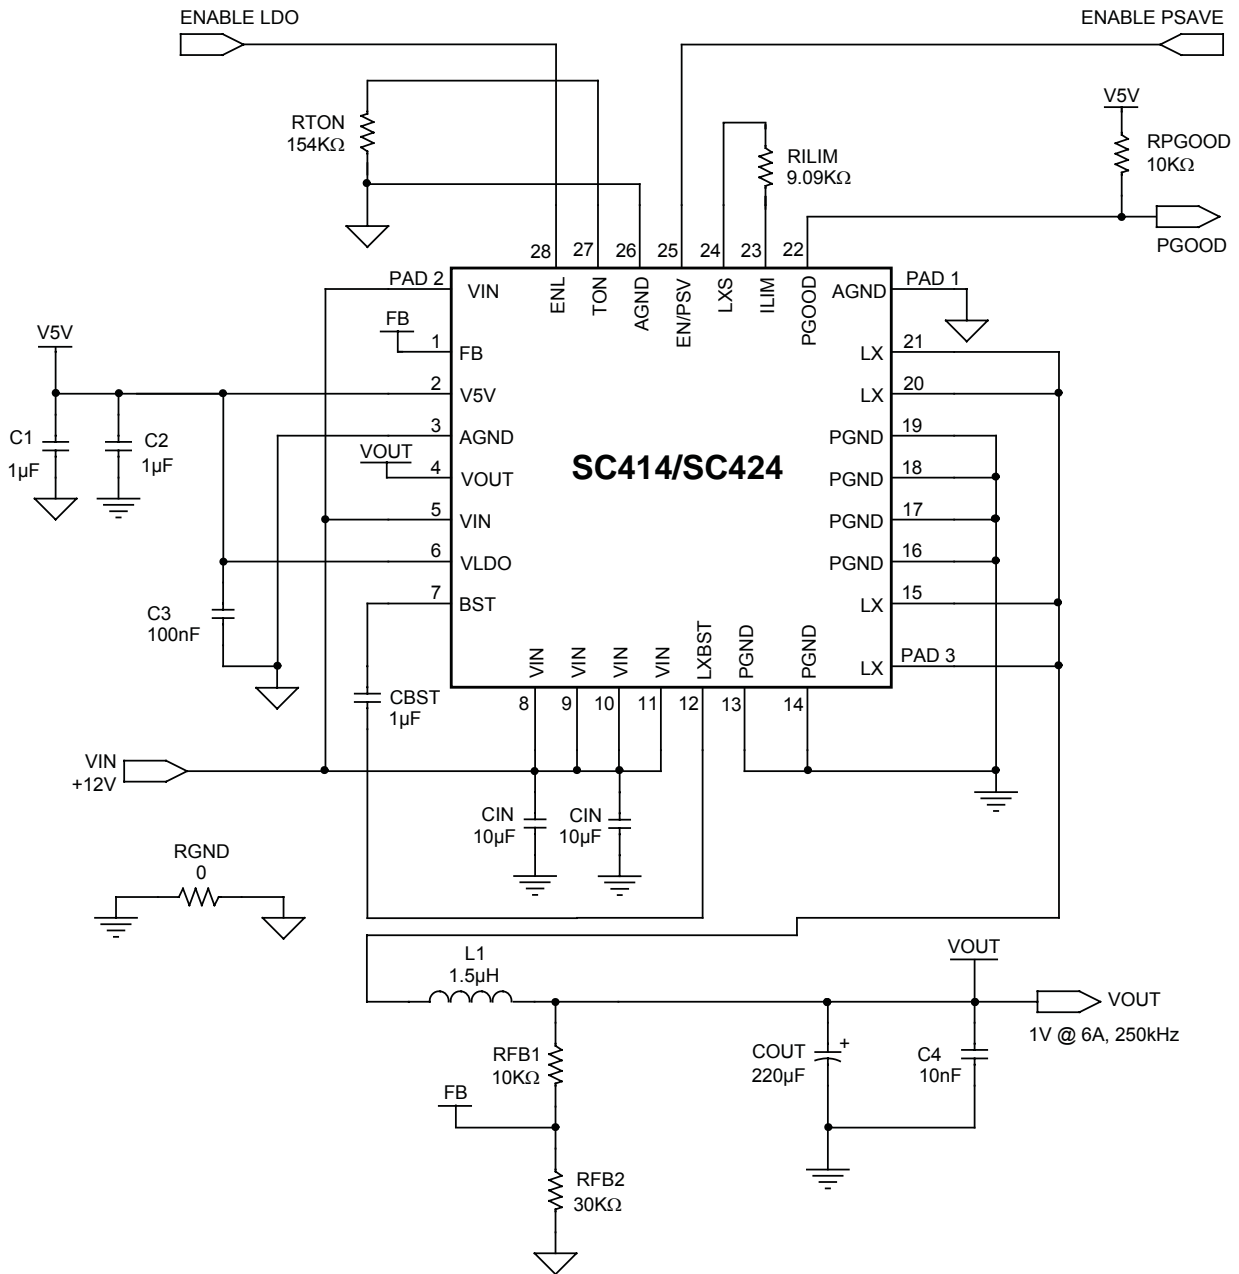 ENABLE LDO
ENABLE PSAVE
V5V
RTON
154KΩ
RILIM
9.09KΩ
RPGOOD
10KΩ
PGOOD
28
27
26
25
24
23
22
PAD 2
VIN
ENL
TON
AGND
EN/PSV
LXS
ILIM
PGOOD
AGND
PAD 1
FB
1
FB
LX
21
V5V
2
V5V
LX
20
C1
1µF
C2
1µF
3
AGND
PGND
19
VOUT
4
VOUT
SC414/SC424
PGND
18
5
VIN
PGND
17
6
VLDO
PGND
16
7
BST
LX
15
C3
100nF
VIN
VIN
VIN
VIN
LXBST
PGND
PGND
LX
PAD 3
8
9
10
11
12
13
14
CBST
1µF
VIN
+12V
CIN
10µF
CIN
10µF
RGND
0
L1
1.5µH
VOUT
VOUT
1V @ 6A, 250kHz
RFB1
10KΩ
COUT
220µF
+
C4
10nF
FB
RFB2
30KΩ